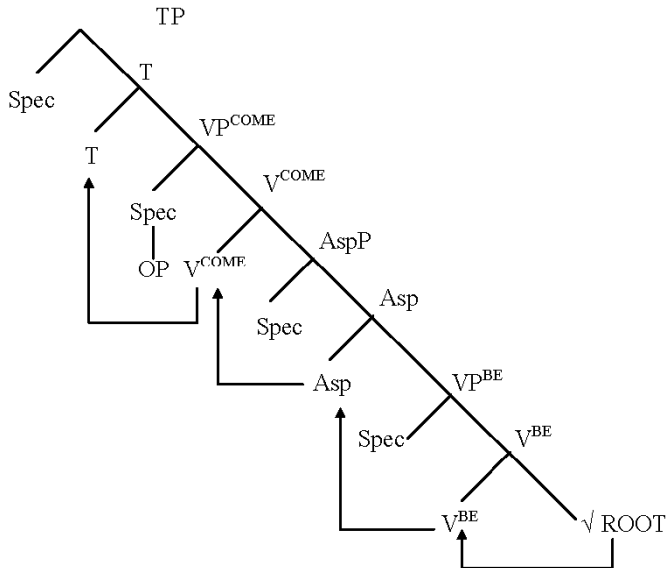 TP
T
Spec
VP^COME
T
V^COME
Spec
AspP
OP V^COME
Asp
Spec
VP^BE
Asp
Spec
V^BE
V^BE
√ ROOT